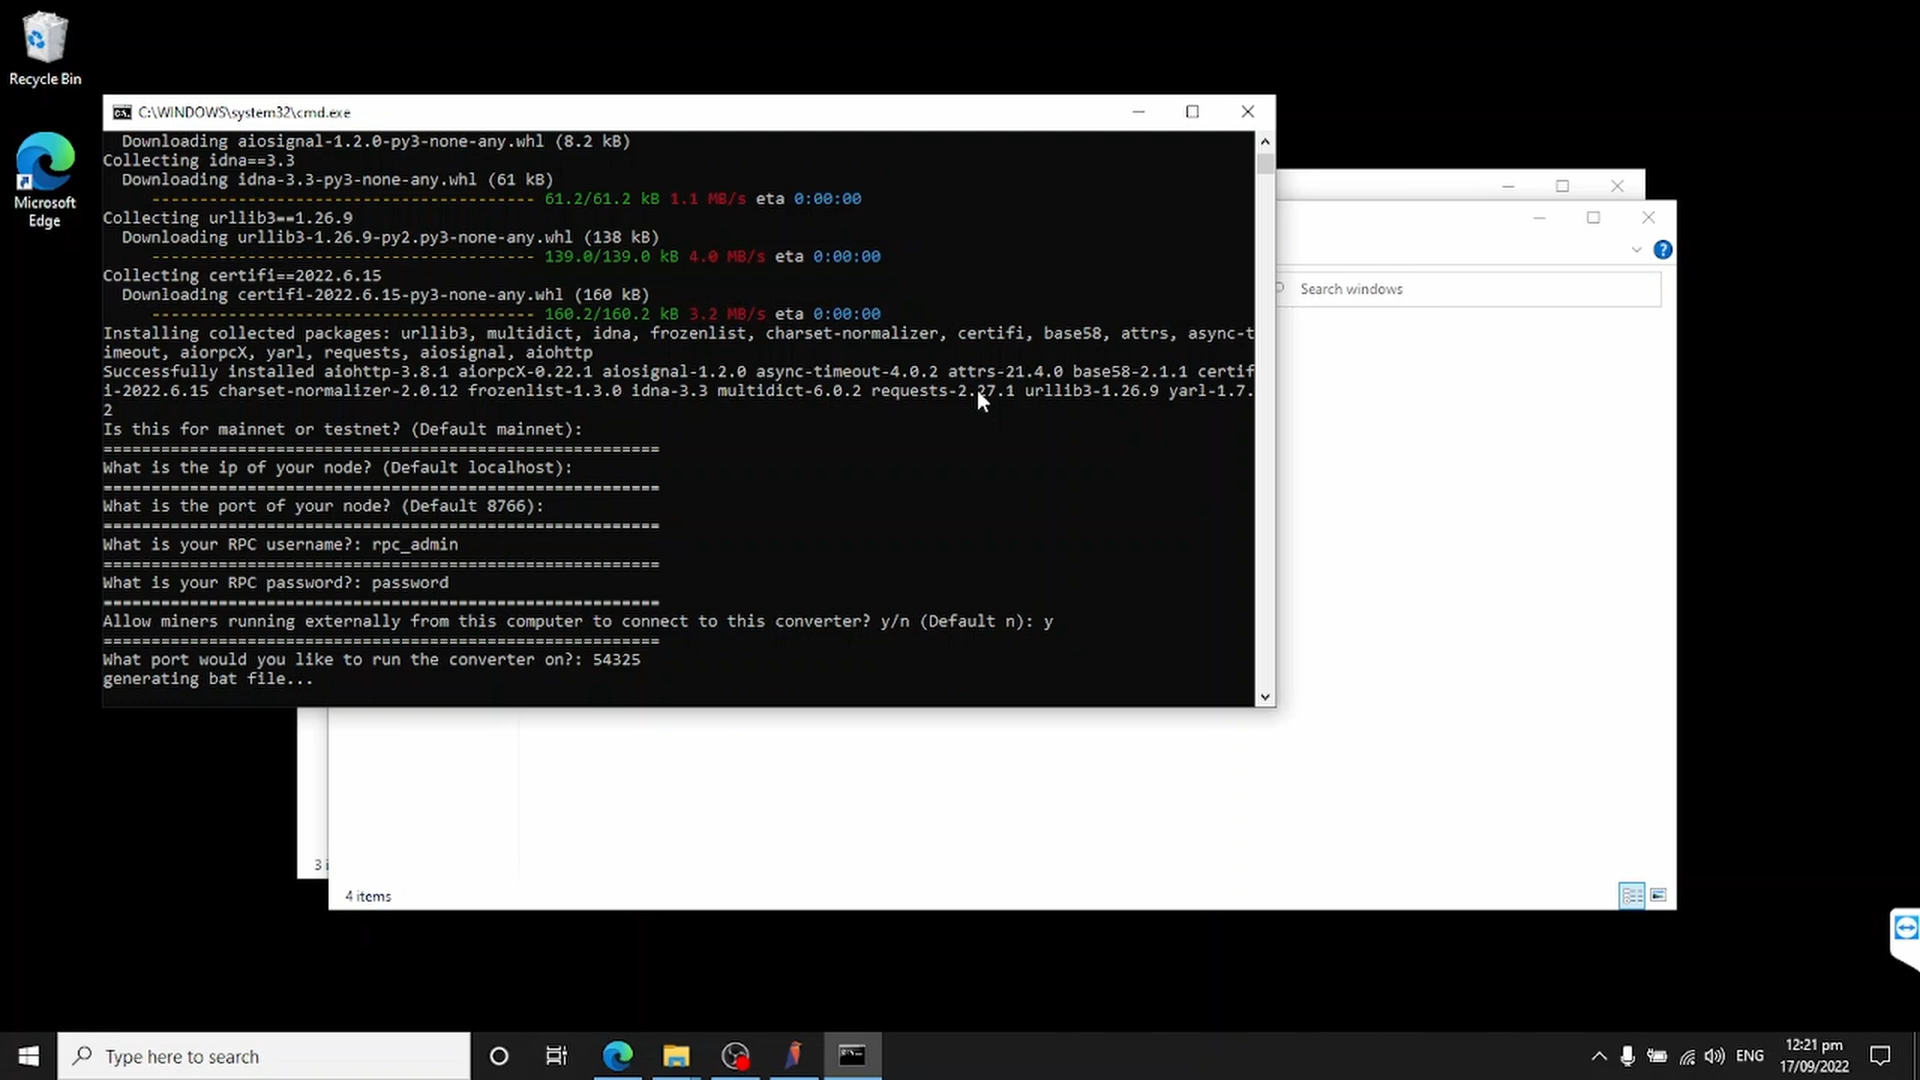 Recycle Bin
Microsoft
Edge
C:\WINDOWS\system32\cmd.exe
Downloading aiosignal-1.2.0-py3-none-any.whl (8.2 kB)
Collecting idna==3.3
Downloading idna-3.3-py3-none-any.whl (61 kB)
---------------------------------------- 61.2/61.2 kB 1.1 MB/s eta 0:00:00
Collecting urllib3==1.26.9
Downloading urllib3-1.26.9-py2.py3-none-any.whl (138 kB)
---------------------------------------- 139.0/139.0 kB 4.0 MB/s eta 0:00:00
Collecting certifi==2022.6.15
Downloading certifi-2022.6.15-py3-none-any.whl (160 kB)
---------------------------------------- 160.2/160.2 kB 3.2 MB/s eta 0:00:00
Installing collected packages: urllib3, multidict, idna, frozenlist, charset-normalizer, certifi, base58, attrs, async-t
imeout, aiorpcX, yarl, requests, aiosignal, aiohttp
Successfully installed aiohttp-3.8.1 aiorpcX-0.22.1 aiosignal-1.2.0 async-timeout-4.0.2 attrs-21.4.0 base58-2.1.1 certif
i-2022.6.15 charset-normalizer-2.0.12 frozenlist-1.3.0 idna-3.3 multidict-6.0.2 requests-2.27.1 urllib3-1.26.9 yarl-1.7.
2
Is this for mainnet or testnet? (Default mainnet):
==========================================================
What is the ip of your node? (Default localhost):
==========================================================
What is the port of your node? (Default 8766):
==========================================================
What is your RPC username?: rpc_admin
==========================================================
What is your RPC password?: password
==========================================================
Allow miners running externally from this computer to connect to this converter? y/n (Default n): y
==========================================================
What port would you like to run the converter on?: 54325
generating bat file...
Search windows
3 i
4 items
Type here to search
ENG
12:21 pm
17/09/2022